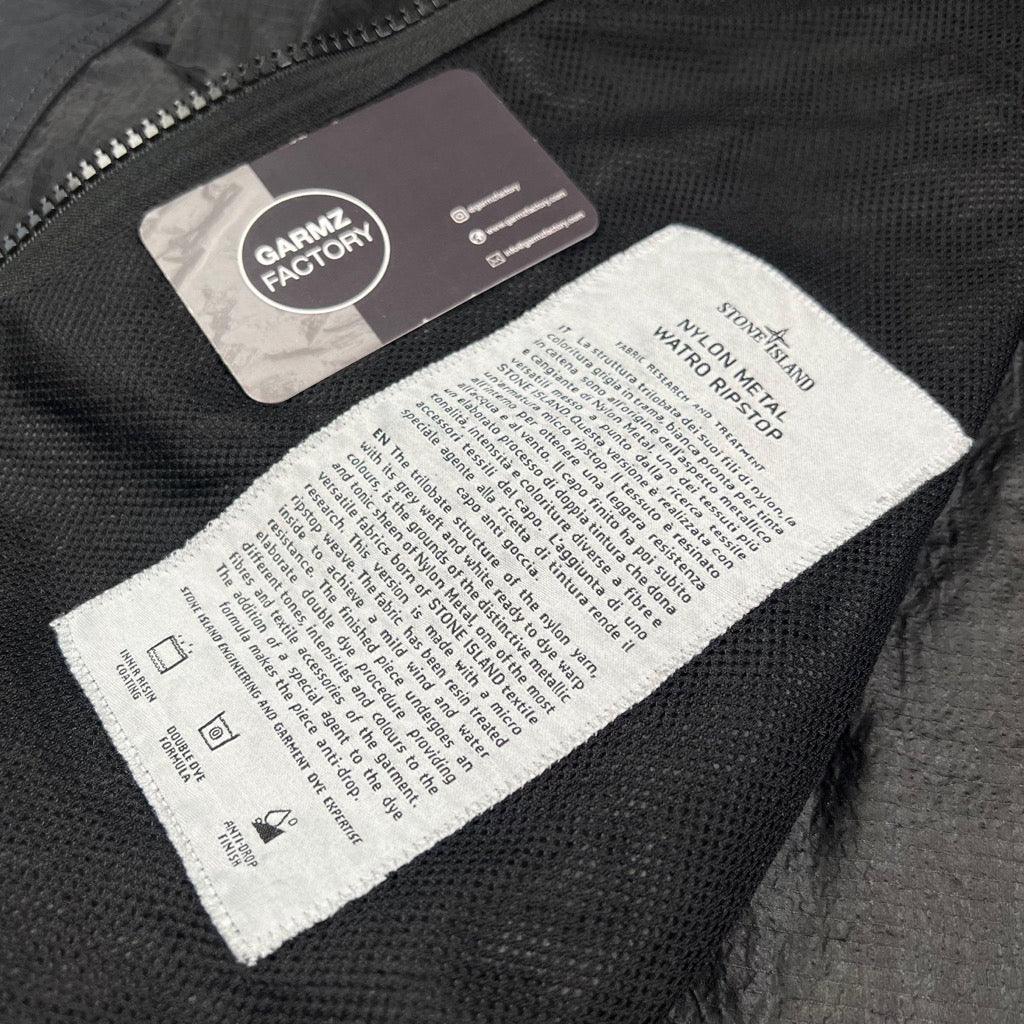 GARMZ
FACTORY
@garmzfactory
www.garmzfactory.com
info@garmzfactory.com
STONE ISLAND
NYLON METAL
WATRO RIPSTOP
FABRIC RESEARCH AND TREATMENT
IT La struttura trilobata dei suoi fili di nylon, la
coloritura grigia in trama, bianca pronta per tinta
in catena, sono all'origine dell'aspetto metallico
e cangiante di Nylon Metal, uno dei tessuti più
versatili messo a punto dalla ricerca tessile
STONE ISLAND. Questa versione è realizzata con
un'armatura micro ripstop. Il tessuto è resinato
all'interno per ottenere una leggera resistenza
all'acqua e al vento. Il capo finito ha poi subito
un elaborato processo di doppia tintura che dona
tonalità, intensità e coloriture diverse a fibre e
accessori tessili del capo. L'aggiunta di uno
speciale agente alla ricetta di tintura rende il
capo anti goccia.
EN The trilobate structure of the nylon yarn,
with its grey weft and white ready to dye warp
colours, is the grounds of the distinctive metallic
and tonic sheen of Nylon Metal, one of the most
versatile fabrics born of STONE ISLAND textile
research. This version is made with a micro
ripstop weave. The fabric has been resin treated
inside to achieve a mild wind and water
resistance. The finished piece undergoes an
elaborate double dye procedure providing
different tones, intensities and colours to the
fibres and textile accessories of the garment.
The addition of a special agent to the dye
formula makes the piece anti-drop.
STONE ISLAND ENGINEERING AND GARMENT DYE EXPERTISE
INNER RESIN
COATING
DOUBLE DYE
FORMULA
ANTI-DROP
TINISH